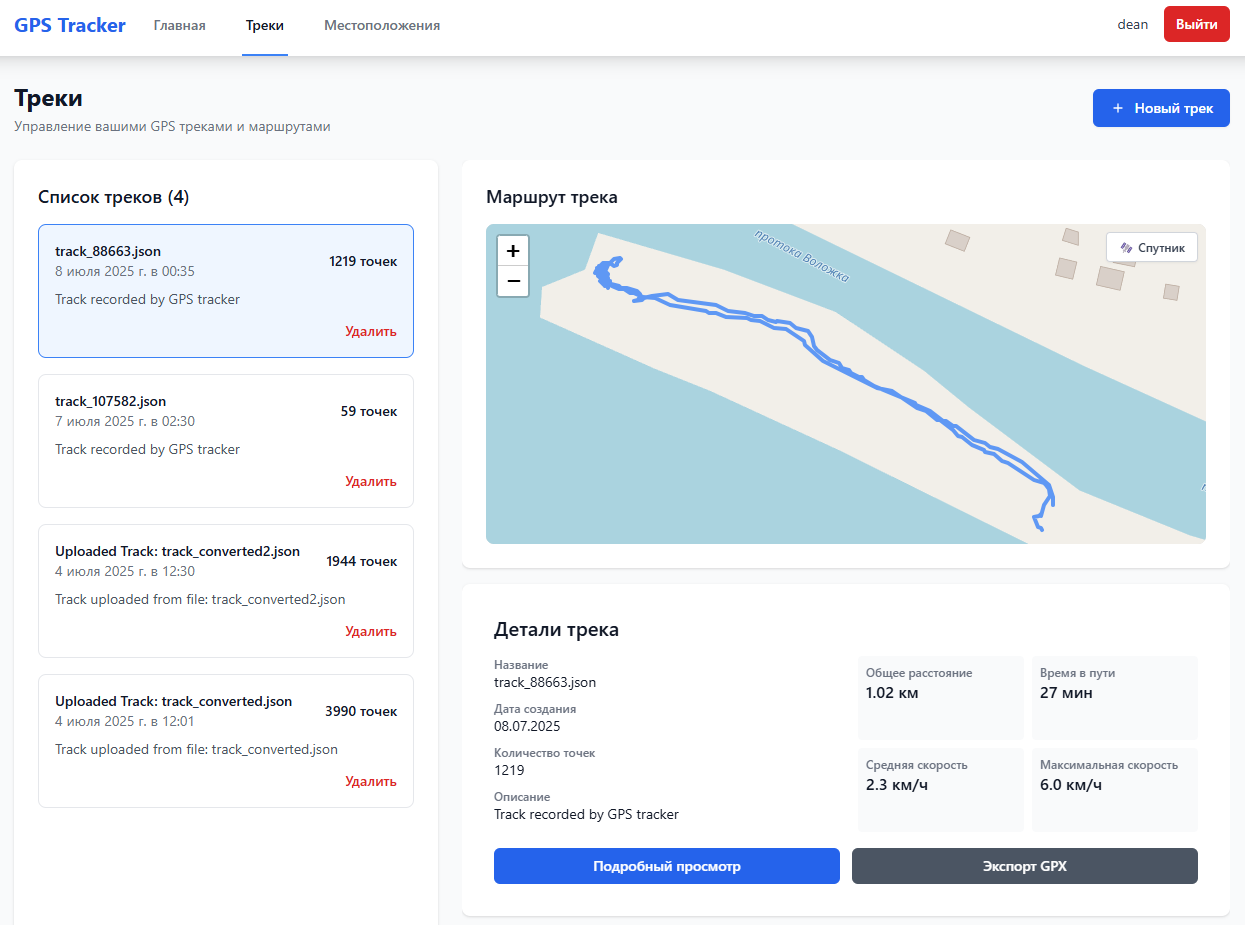 GPS Tracker
Главная
Треки
Местоположения
dean
Выйти
Треки
Управление вашими GPS треками и маршрутами
+ Новый трек
Список треков (4)
track_88663.json
8 июля 2025 г. в 00:35
1219 точек
Track recorded by GPS tracker
Удалить
track_107582.json
7 июля 2025 г. в 02:30
59 точек
Track recorded by GPS tracker
Удалить
Uploaded Track: track_converted2.json
4 июля 2025 г. в 12:30
1944 точек
Track uploaded from file: track_converted2.json
Удалить
Uploaded Track: track_converted.json
4 июля 2025 г. в 12:01
3990 точек
Track uploaded from file: track_converted.json
Удалить
Маршрут трека
+
−
протока Воложка
Спутник
Детали трека
Название
track_88663.json
Дата создания
08.07.2025
Количество точек
1219
Описание
Track recorded by GPS tracker
Общее расстояние
1.02 км
Время в пути
27 мин
Средняя скорость
2.3 км/ч
Максимальная скорость
6.0 км/ч
Подробный просмотр
Экспорт GPX